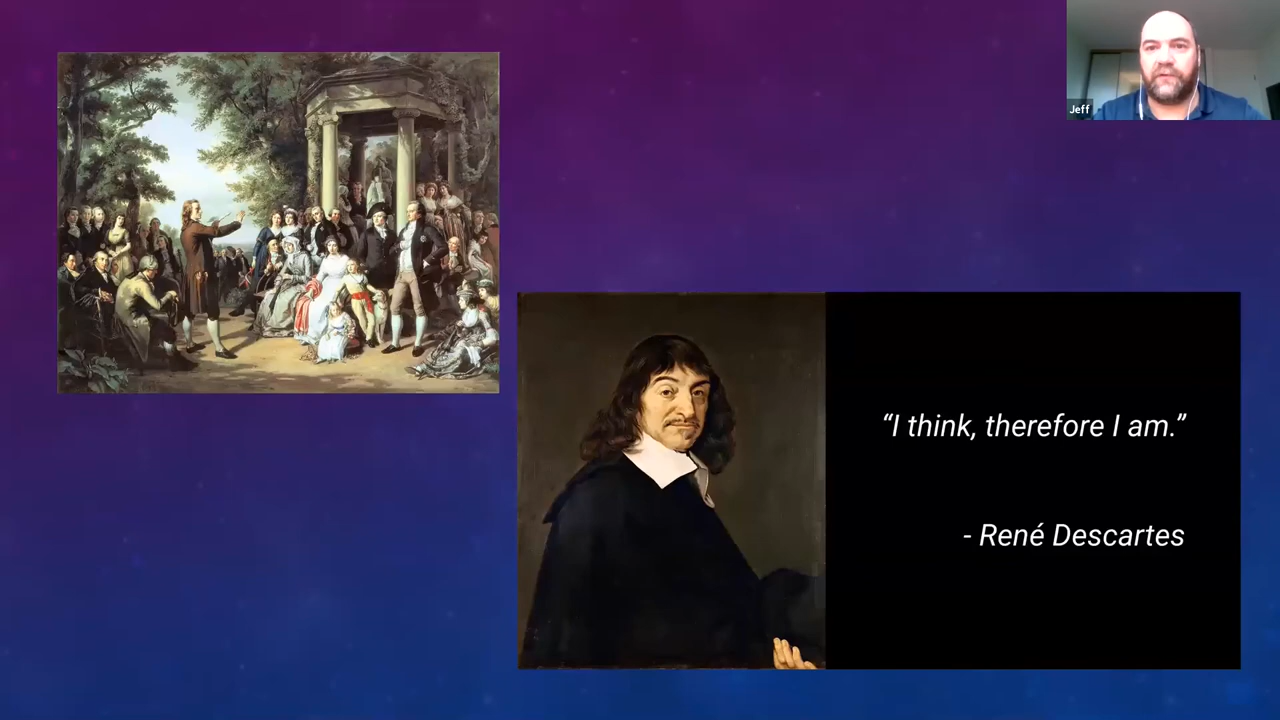 Jeff
“I think, therefore I am.”
- René Descartes